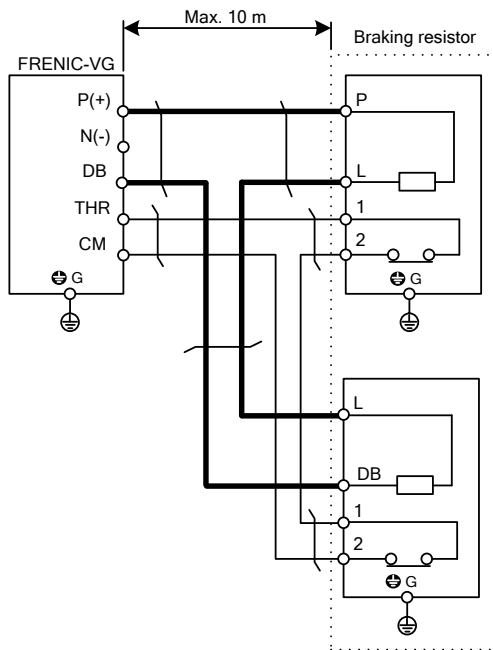 Max. 10 m
Braking resistor
FRENIC-VG
P(+)
N(-)
DB
THR
CM
G
P
L
1
2
G
L
DB
1
2
G